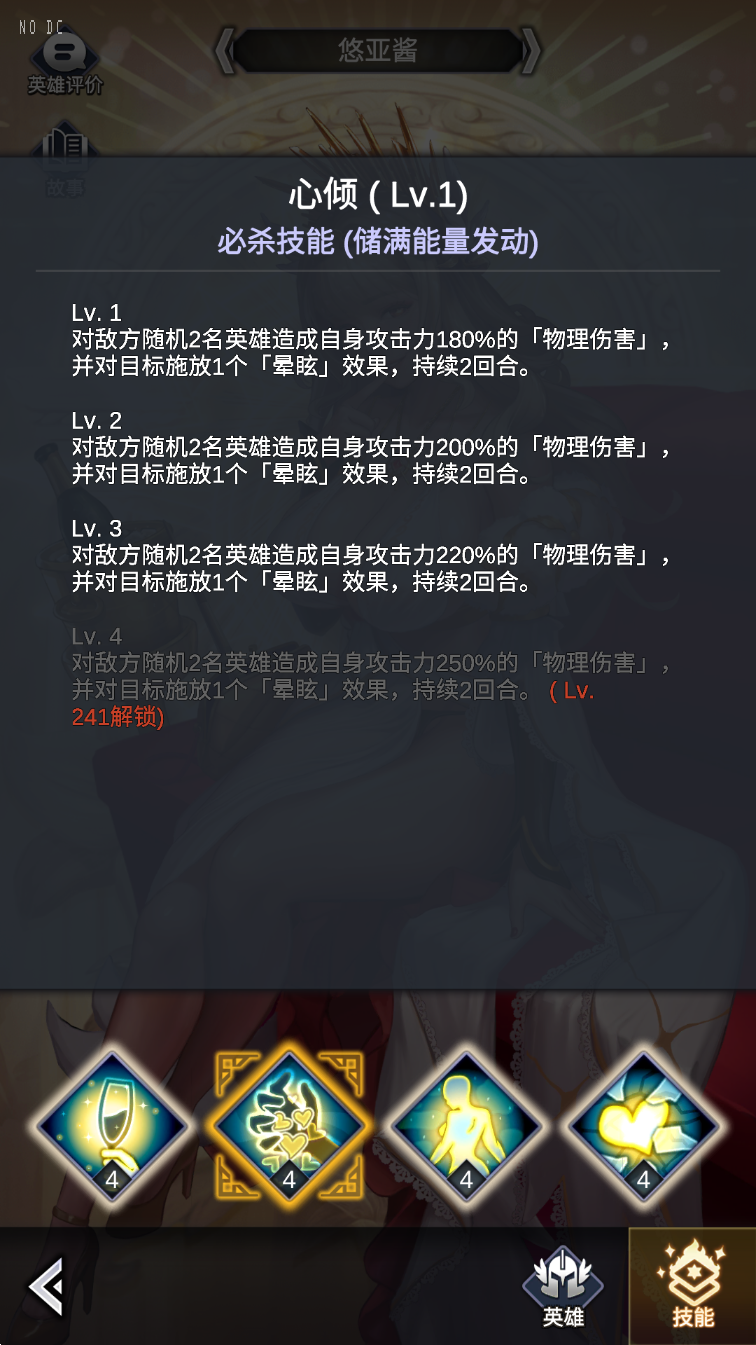 NO DC
英雄评价
悠亚酱
故事
心倾 ( Lv.1)
必杀技能 (储满能量发动)
Lv. 1
对敌方随机2名英雄造成自身攻击力180%的「物理伤害」，
并对目标施放1个「晕眩」效果，持续2回合。
Lv. 2
对敌方随机2名英雄造成自身攻击力200%的「物理伤害」，
并对目标施放1个「晕眩」效果，持续2回合。
Lv. 3
对敌方随机2名英雄造成自身攻击力220%的「物理伤害」，
并对目标施放1个「晕眩」效果，持续2回合。
Lv. 4
对敌方随机2名英雄造成自身攻击力250%的「物理伤害」，
并对目标施放1个「晕眩」效果，持续2回合。 ( Lv.
241解锁)
4 4 4 4
英雄 技能